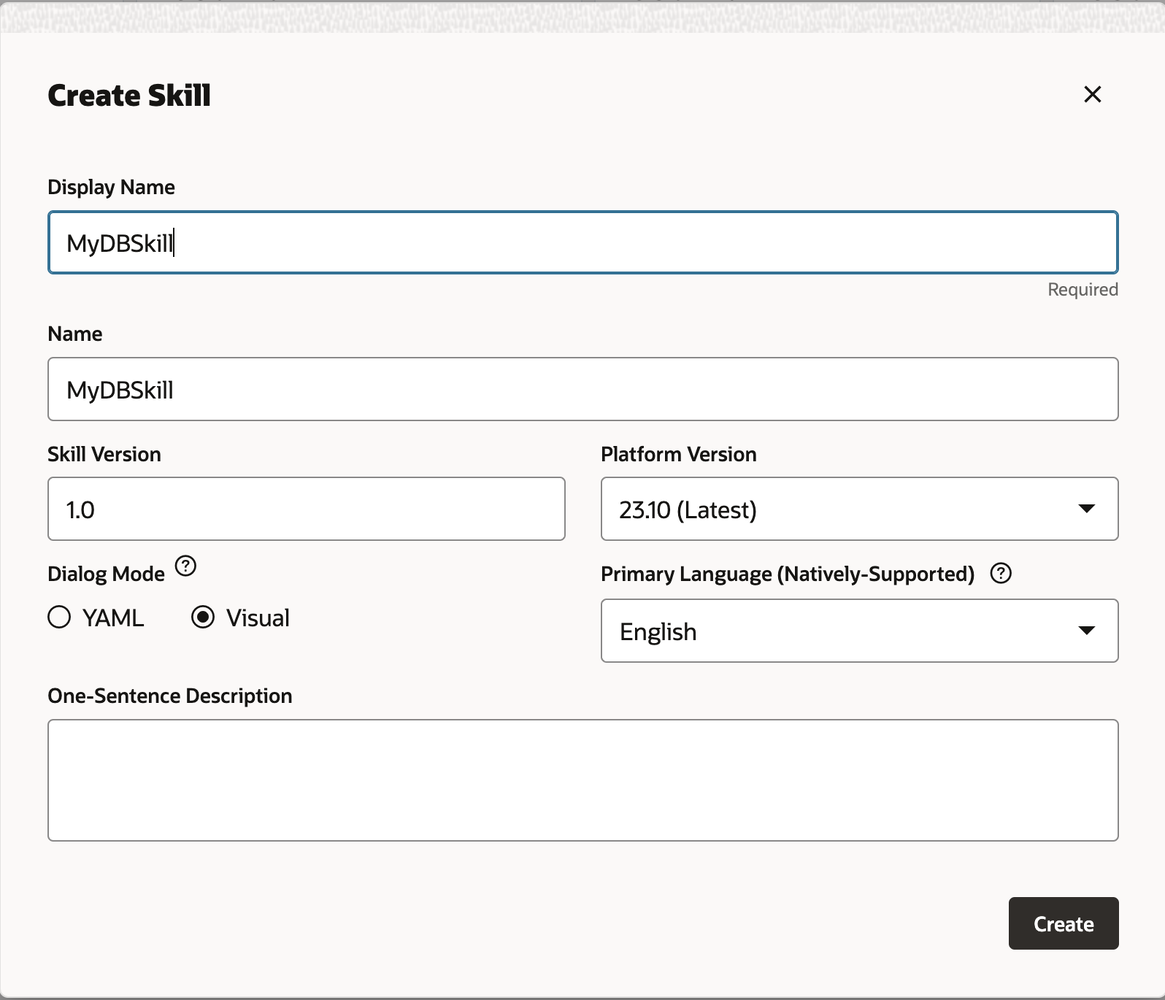 Create Skill
Display Name
MyDBSkill
Required
Name
MyDBSkill
Skill Version
Platform Version
1.0
23.10 (Latest)
Dialog Mode
Primary Language (Natively-Supported)
YAML
Visual
English
One-Sentence Description
Create